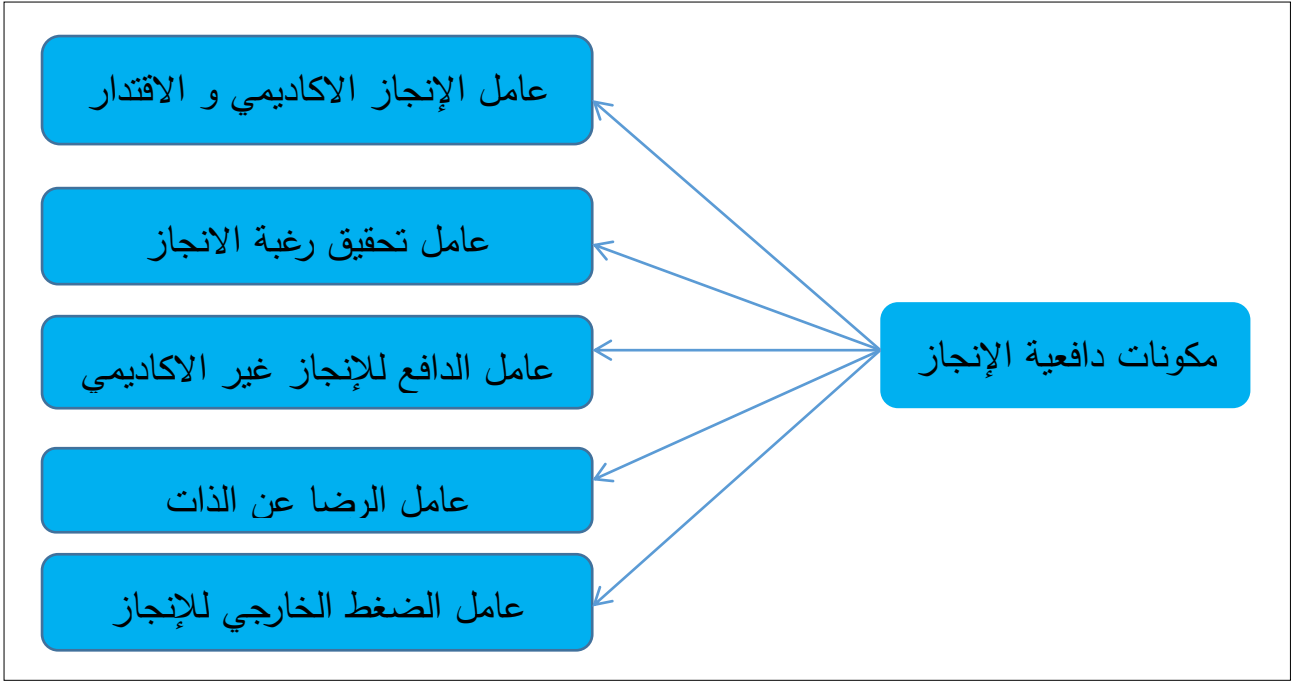 مكونات دافعية الإنجاز
عامل الإنجاز الاكاديمي و الاقتدار
عامل تحقيق رغبة الانجاز
عامل الدافع للإنجاز غير الاكاديمي
عامل الرضا عن الذات
عامل الضغط الخارجي للإنجاز